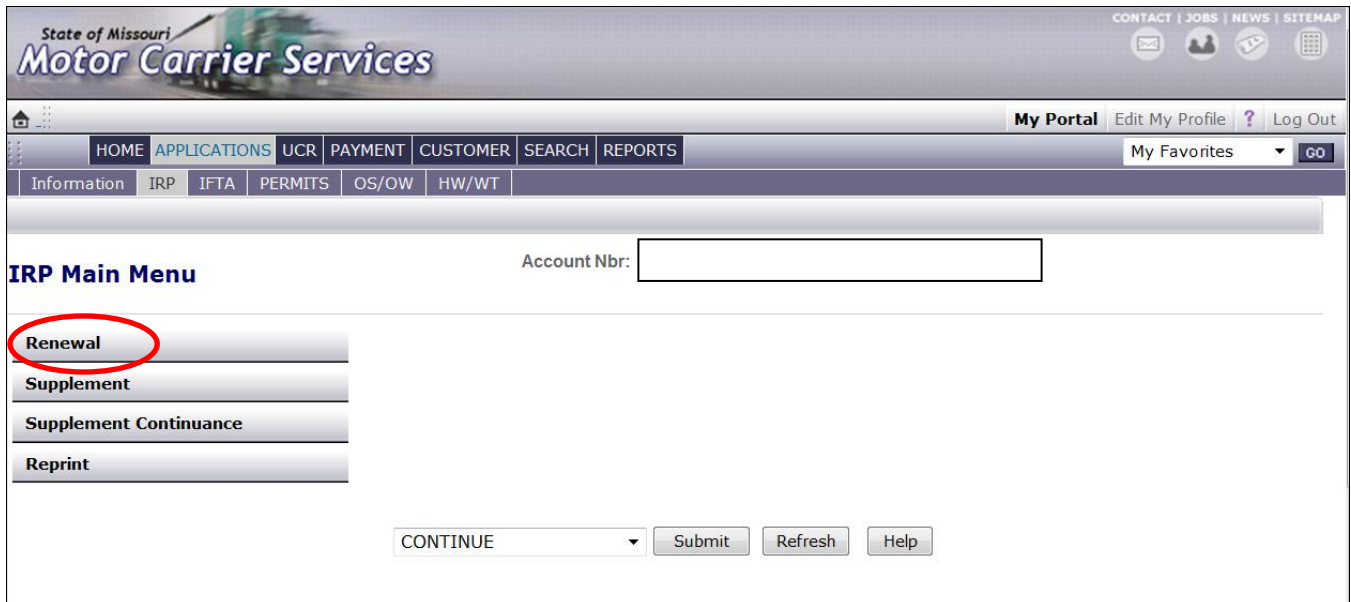 CONTACT | JOBS | NEWS | SITEMAP
State of Missouri
Motor Carrier Services
My Portal Edit My Profile ? Log Out
HOME APPLICATIONS UCR PAYMENT CUSTOMER SEARCH REPORTS My Favorites GO
Information IRP IFTA PERMITS OS/OW HW/WT
Account Nbr:
IRP Main Menu
Renewal
Supplement
Supplement Continuance
Reprint
CONTINUE Submit Refresh Help